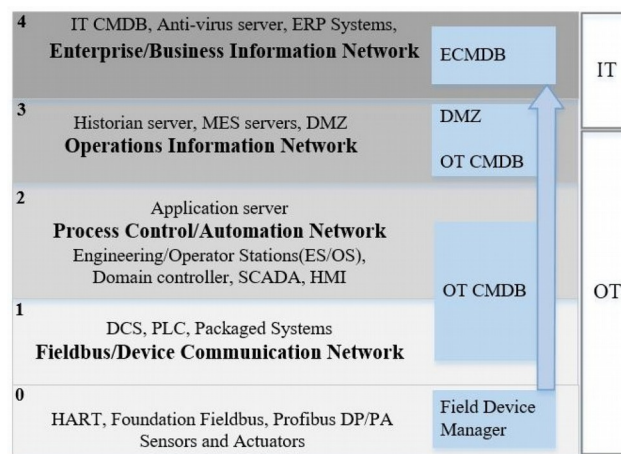 4
IT CMDB, Anti-virus server, ERP Systems,
Enterprise/Business Information Network
ECMDB
IT
3
Historian server, MES servers, DMZ
Operations Information Network
DMZ
OT CMDB
2
Application server
Process Control/Automation Network
Engineering/Operator Stations(ES/OS),
Domain controller, SCADA, HMI
OT CMDB
OT
1
DCS, PLC, Packaged Systems
Fieldbus/Device Communication Network
0
HART, Foundation Fieldbus, Profibus DP/PA
Sensors and Actuators
Field Device
Manager